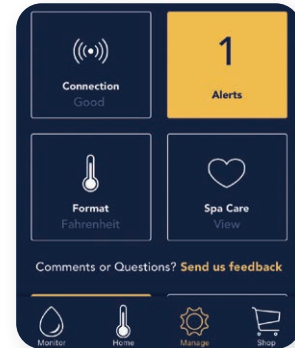 1
Connection
Good
Alerts
Format
Fahrenheit
Spa Care
View
Comments or Questions? Send us feedback
Monitor
Home
Manage
Shop